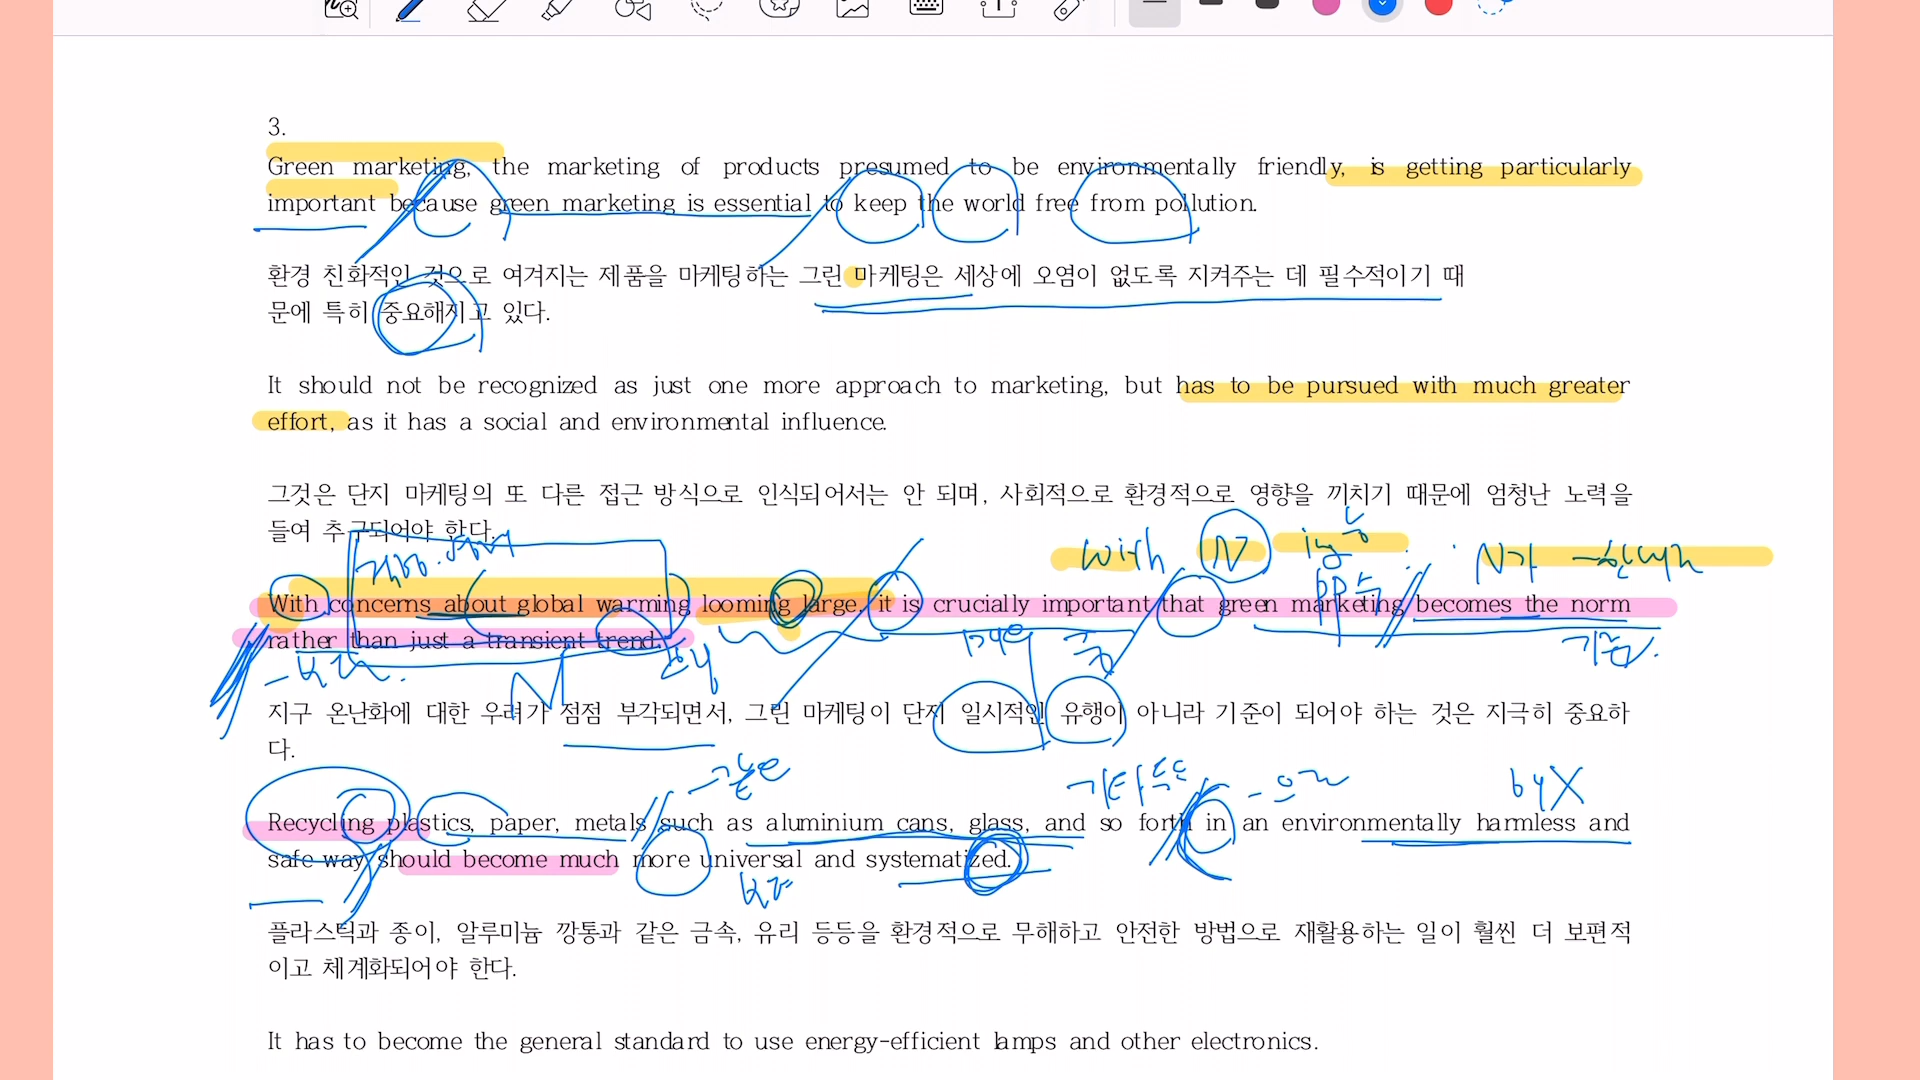 3.
Green marketing, the marketing of products presumed to be environmentally friendly, is getting particularly
important because green marketing is essential to keep the world free from pollution.
환경 친화적인 것으로 여겨지는 제품을 마케팅하는 그린 마케팅은 세상에 오염이 없도록 지켜주는 데 필수적이기 때
문에 특히 중요해지고 있다.
It should not be recognized as just one more approach to marketing, but has to be pursued with much greater
effort, as it has a social and environmental influence.
그것은 단지 마케팅의 또 다른 접근 방식으로 인식되어서는 안 되며, 사회적으로 환경적으로 영향을 끼치기 때문에 엄청난 노력을
들여 추구되어야 한다.
with N ing 능
pp 수
With concerns about global warming looming large, it is crucially important that green marketing becomes the norm
rather than just a transient trend.
기준.
N
지구 온난화에 대한 우려가 점점 부각되면서, 그린 마케팅이 단지 일시적인 유행이 아니라 기준이 되어야 하는 것은 지극히 중요하
다.
-같은
기타 등등
-으로
by X
Recycling plastics, paper, metals such as aluminium cans, glass, and so forth in an environmentally harmless and
safe way should become much more universal and systematized.
플라스틱과 종이, 알루미늄 깡통과 같은 금속, 유리 등등을 환경적으로 무해하고 안전한 방법으로 재활용하는 일이 훨씬 더 보편적
이고 체계화되어야 한다.
It has to become the general standard to use energy-efficient lamps and other electronics.